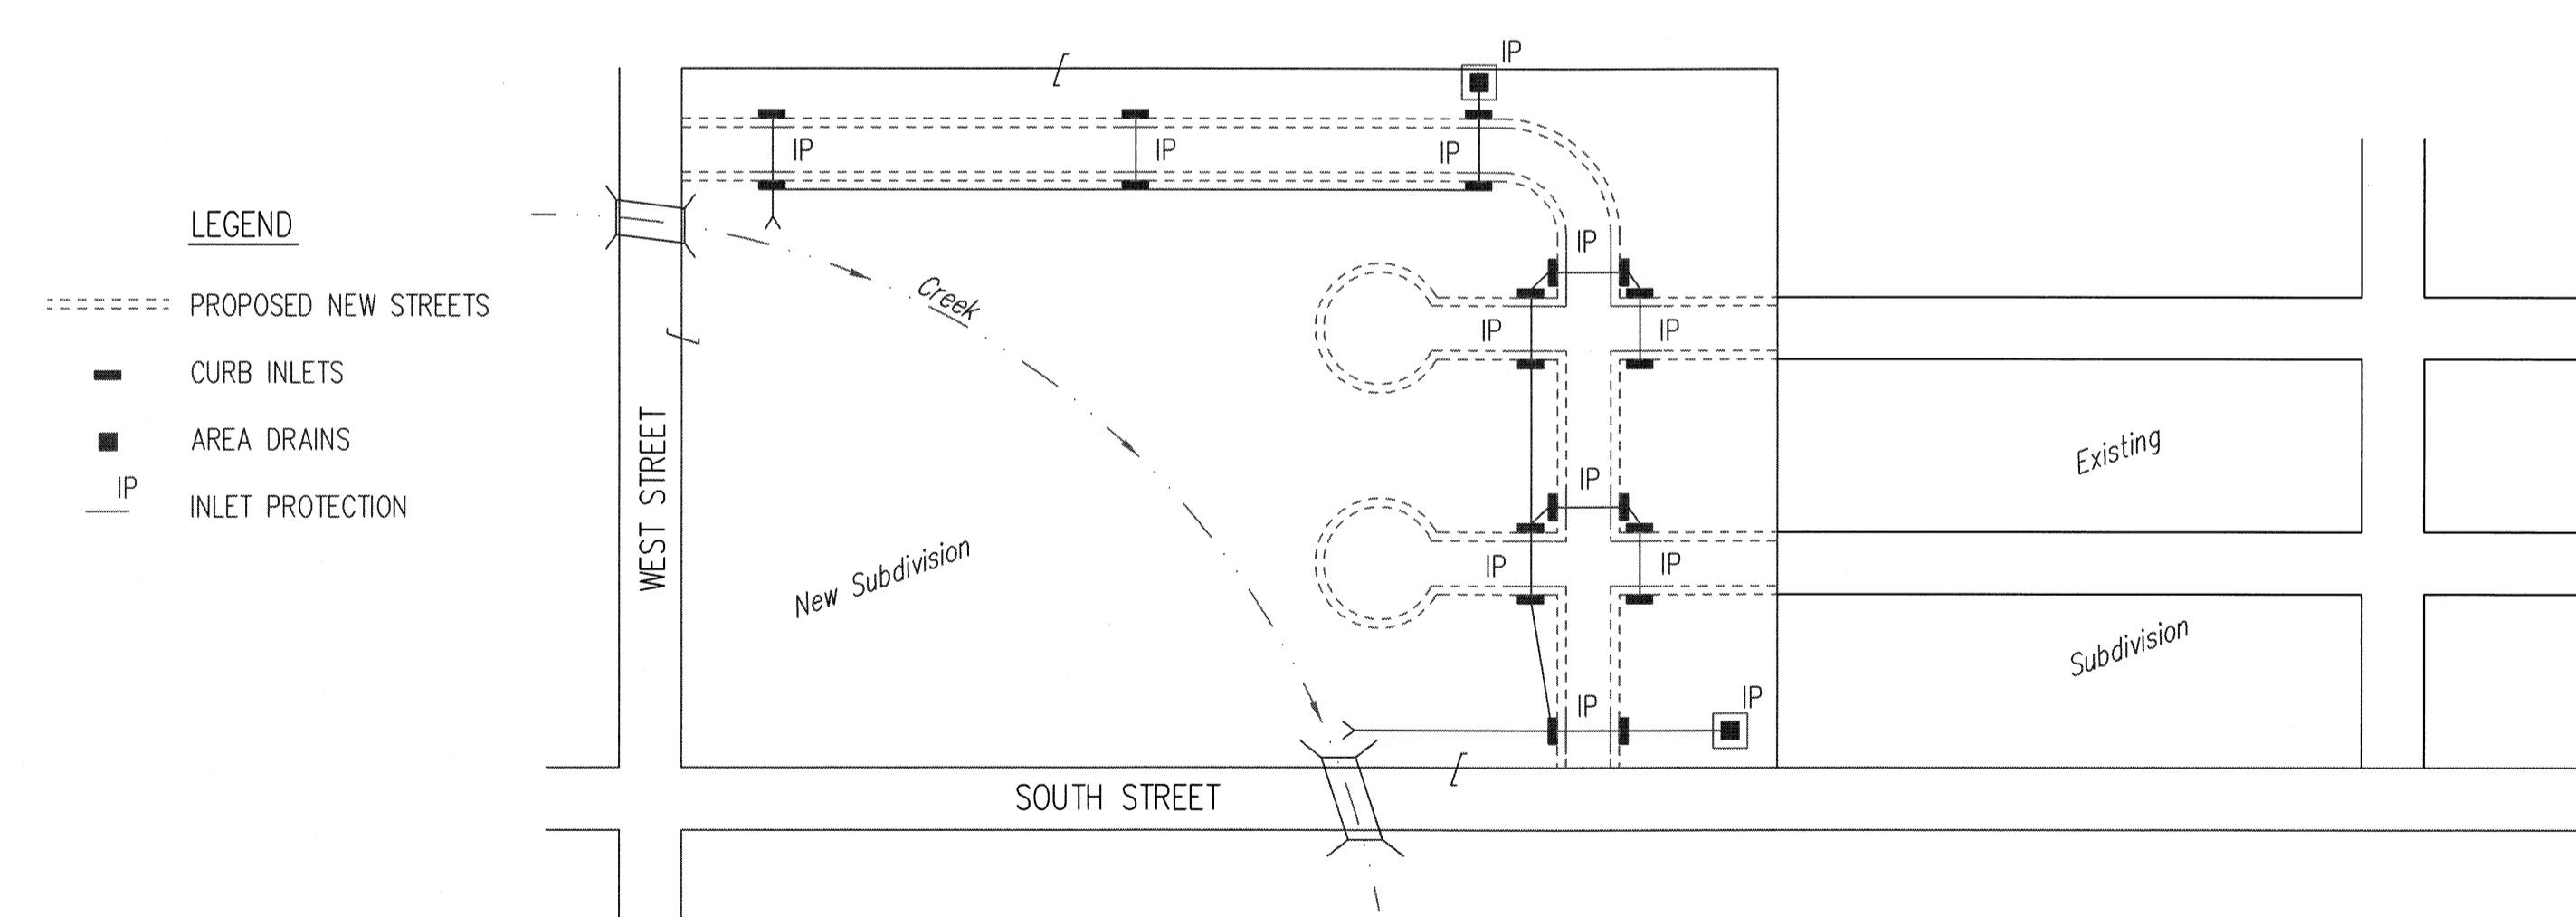 IP
IP
IP
IP
LEGEND
IP
PROPOSED NEW STREETS
Creek
IP
IP
CURB INLETS
AREA DRAINS
Existing
IP
IP
INLET PROTECTION
WEST STREET
New Subdivision
IP
IP
Subdivision
IP
IP
SOUTH STREET